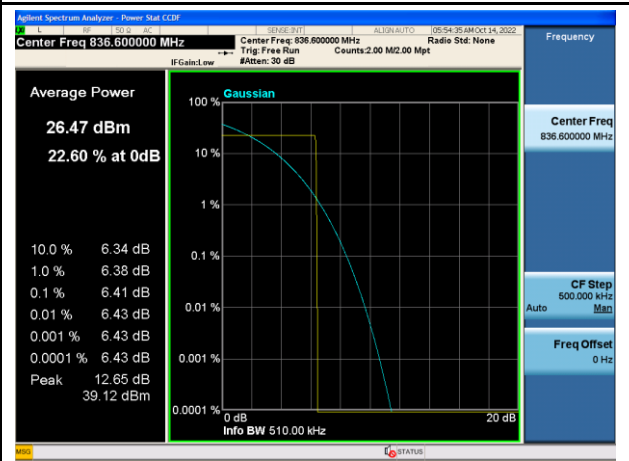 Agilent Spectrum Analyzer - Power Stat CCDF
L RF 50 Ω AC SENSE:INT ALIGN AUTO 05:54:35 AM Oct 14, 2022
Center Freq 836.600000 MHz
Center Freq: 836.600000 MHz Radio Std: None
Trig: Free Run Counts:2.00 M/2.00 Mpt
IFGain:Low #Atten: 30 dB
Frequency
Average Power
26.47 dBm
22.60 % at 0dB
10.0 % 6.34 dB
1.0 % 6.38 dB
0.1 % 6.41 dB
0.01 % 6.43 dB
0.001 % 6.43 dB
0.0001 % 6.43 dB
Peak 12.65 dB
39.12 dBm
Gaussian
100 %
10 %
1 %
0.1 %
0.01 %
0.001 %
0.0001 %
0 dB 20 dB
Info BW 510.00 kHz
Center Freq
836.600000 MHz
CF Step
500.000 kHz
Auto Man
Freq Offset
0 Hz
MSG STATUS